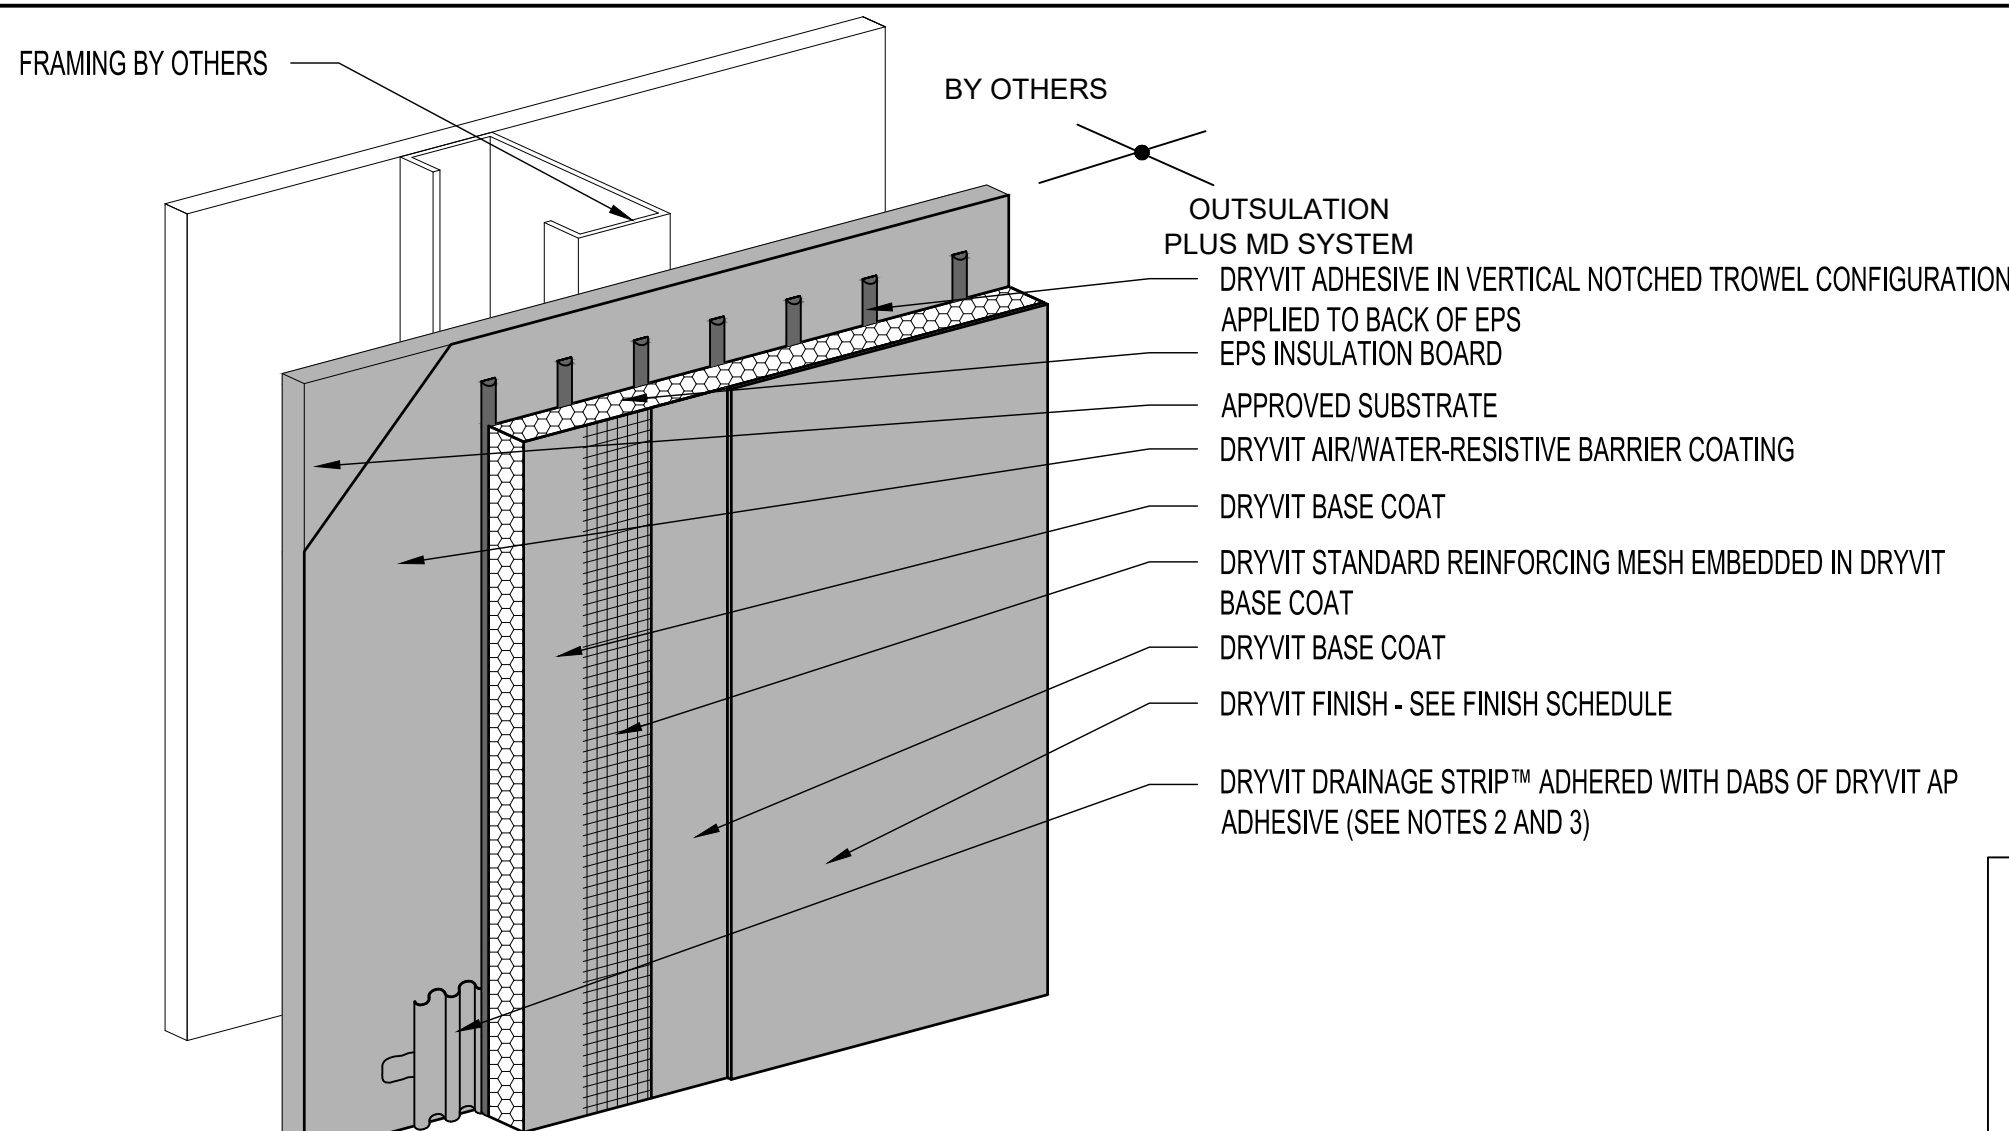 FRAMING BY OTHERS
BY OTHERS
OUTSULATION
PLUS MD SYSTEM
DRYVIT ADHESIVE IN VERTICAL NOTCHED TROWEL CONFIGURATION
APPLIED TO BACK OF EPS
EPS INSULATION BOARD
APPROVED SUBSTRATE
DRYVIT AIR/WATER-RESISTIVE BARRIER COATING
DRYVIT BASE COAT
DRYVIT STANDARD REINFORCING MESH EMBEDDED IN DRYVIT
BASE COAT
DRYVIT BASE COAT
DRYVIT FINISH - SEE FINISH SCHEDULE
DRYVIT DRAINAGE STRIP™ ADHERED WITH DABS OF DRYVIT AP
ADHESIVE (SEE NOTES 2 AND 3)